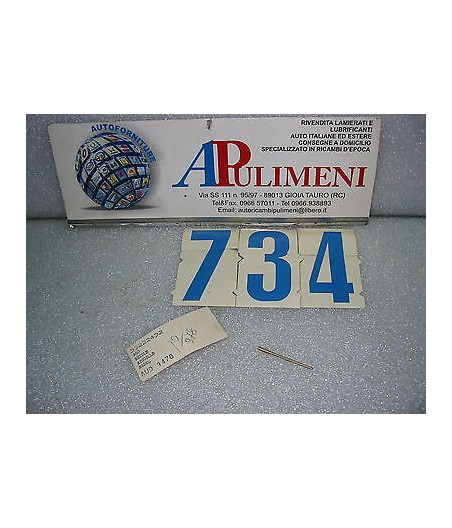 RIVENDITA LAMIERATI E
LUBRIFICANTI
AUTO ITALIANE ED ESTERE
CONSEGNE A DOMICILIO
SPECIALIZZATO IN RICAMBI D'EPOCA
AUTOFORNITURE
APULIMENI
• Via SS 111 n. 95/97 - 89013 GIOIA TAURO (RC)
Tel&Fax. 0966 57011 - Tel 0966.938893
Email: autoricambipulimeni@libero.it
734
AUD 1478